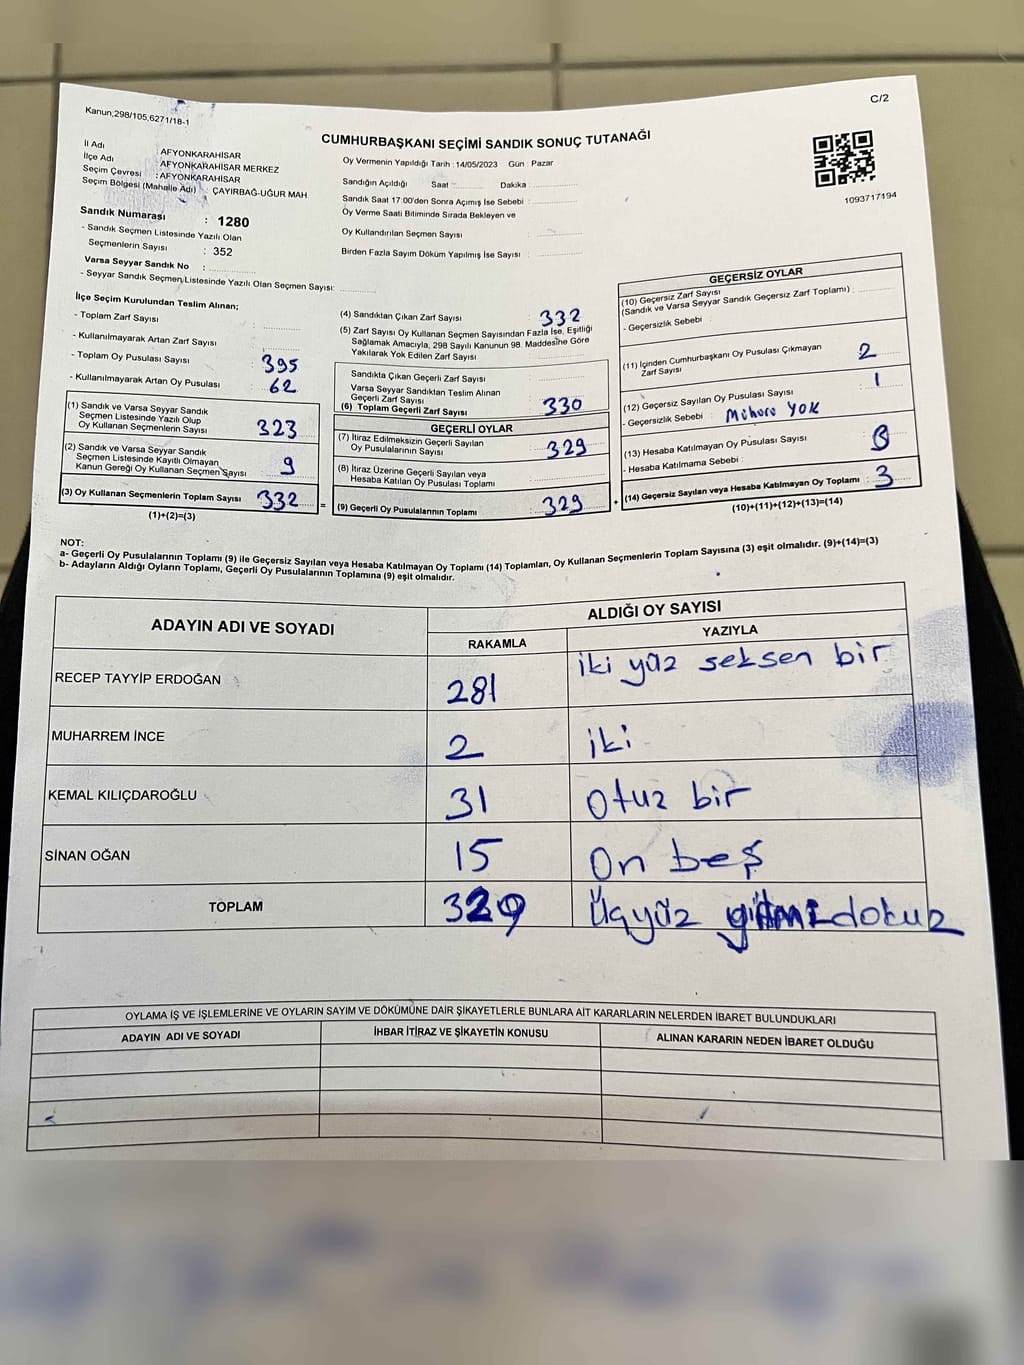 Kanun;298/105,6271/18-1
C/2
CUMHURBAŞKANI SEÇİMİ SANDIK SONUÇ TUTANAĞI
İl Adı : AFYONKARAHİSAR
İlçe Adı : AFYONKARAHİSAR MERKEZ
Seçim Çevresi : AFYONKARAHİSAR
Seçim Bölgesi (Mahalle Adı) : ÇAYIRBAĞ-UĞUR MAH.
Sandık Numarası : 1280
- Sandık Seçmen Listesinde Yazılı Olan
Seçmenlerin Sayısı : 352
Varsa Seyyar Sandık No :
- Seyyar Sandık Seçmen Listesinde Yazılı Olan Seçmen Sayısı:
Oy Vermenin Yapıldığı Tarih :14/05/2023 Gün : Pazar
Sandığın Açıldığı Saat Dakika
Sandık Saat 17.00'den Sonra Açımış İse Sebebi :
Oy Verme Saati Bitiminde Sırada Bekleyen ve
Oy Kullandırılan Seçmen Sayısı :
Birden Fazla Sayım Döküm Yapılmış İse Sayısı :
1093717194
İlçe Seçim Kurulundan Teslim Alınan;
- Toplam Zarf Sayısı :
- Kullanılmayarak Artan Zarf Sayısı :
- Toplam Oy Pusulası Sayısı : 395
- Kullanılmayarak Artan Oy Pusulası : 62
(1) Sandık ve Varsa Seyyar Sandık
Seçmen Listesinde Yazılı Olup
Oy Kullanan Seçmenlerin Sayısı : 323
(2) Sandık ve Varsa Seyyar Sandık
Seçmen Listesinde Kayıtlı Olmayan
Kanun Gereği Oy Kullanan Seçmen Sayısı : 9
(3) Oy Kullanan Seçmenlerin Toplam Sayısı : 332 =
(1)+(2)=(3)
(4) Sandıktan Çıkan Zarf Sayısı : 332
(5) Zarf Sayısı Oy Kullanan Seçmen Sayısından Fazla İse, Eşitliği
Sağlamak Amacıyla, 298 Sayılı Kanunun 98. Maddesine Göre
Yakılarak Yok Edilen Zarf Sayısı :
Sandıkta Çıkan Geçerli Zarf Sayısı
Varsa Seyyar Sandıktan Teslim Alınan
Geçerli Zarf Sayısı :
(6) Toplam Geçerli Zarf Sayısı : 330
GEÇERLİ OYLAR
(7) İtiraz Edilmeksizin Geçerli Sayılan
Oy Pusulalarının Sayısı : 329
(8) İtiraz Üzerine Geçerli Sayılan veya
Hesaba Katılan Oy Pusulası Toplamı :
(9) Geçerli Oy Pusulalarının Toplamı : 329 +
GEÇERSİZ OYLAR
(10) Geçersiz Zarf Sayısı
(Sandık ve Varsa Seyyar Sandık Geçersiz Zarf Toplamı) :
- Geçersizlik Sebebi :
(11) İçinden Cumhurbaşkanı Oy Pusulası Çıkmayan
Zarf Sayısı : 2
(12) Geçersiz Sayılan Oy Pusulası Sayısı : 1
- Geçersizlik Sebebi : Mühürü YOK
(13) Hesaba Katılmayan Oy Pusulası Sayısı :
- Hesaba Katılmama Sebebi :
(14) Geçersiz Sayılan veya Hesaba Katılmayan Oy Toplamı : 3
(10)+(11)+(12)+(13)=(14)
NOT:
a- Geçerli Oy Pusulalarının Toplamı (9) ile Geçersiz Sayılan veya Hesaba Katılmayan Oy Toplamı (14) Toplamları, Oy Kullanan Seçmenlerin Toplam Sayısına (3) eşit olmalıdır. (9)+(14)=(3)
b- Adayların Aldığı Oyların Toplamı, Geçerli Oy Pusulalarının Toplamına (9) eşit olmalıdır.
ADAYIN ADI VE SOYADI
ALDIĞI OY SAYISI
RAKAMLA YAZIYLA
RECEP TAYYİP ERDOĞAN 281 iki yüz seksen bir
MUHARREM İNCE 2 iki
KEMAL KILIÇDAROĞLU 31 otuz bir
SİNAN OĞAN 15 On beş
TOPLAM 329 Üçyüz yirmi dokuz
OYLAMA İŞ VE İŞLEMLERİNE VE OYLARIN SAYIM VE DÖKÜMÜNE DAİR ŞİKAYETLERLE BUNLARA AİT KARARLARIN NELERDEN İBARET BULUNDUKLARI
ADAYIN ADI VE SOYADI İHBAR İTİRAZ VE ŞİKAYETİN KONUSU ALINAN KARARIN NEDEN İBARET OLDUĞU